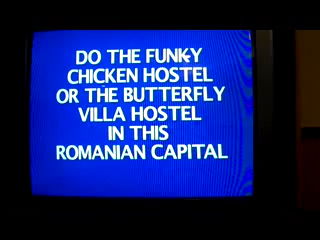 DO THE FUNKY
CHICKEN HOSTEL
OR THE BUTTERFLY
VILLA HOSTEL
IN THIS
ROMANIAN CAPITAL